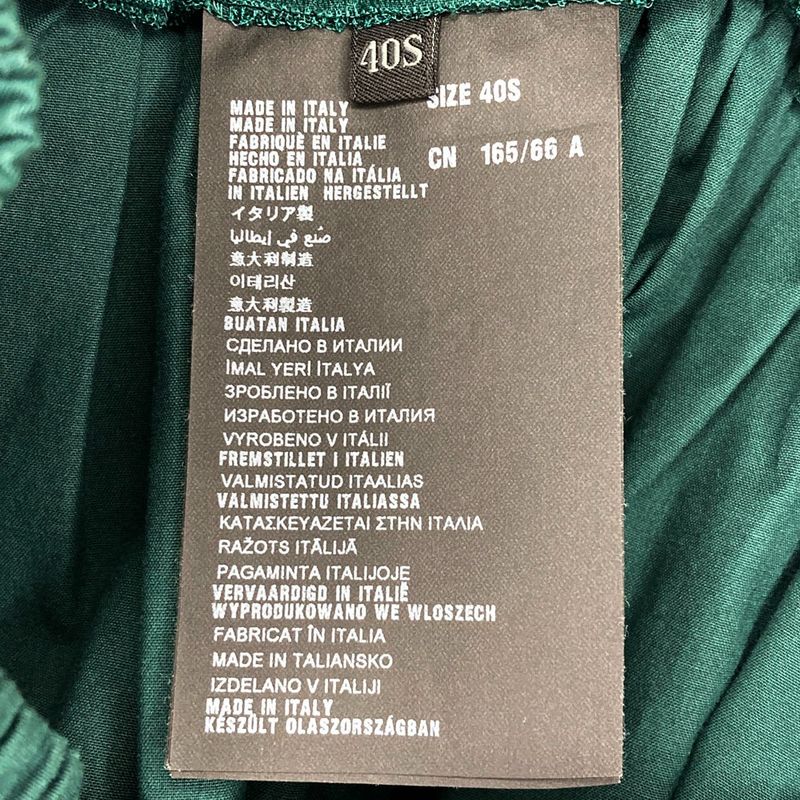 40S
SIZE 40S
CN 165/66 A
MADE IN ITALY
MADE IN ITALY
FABRIQUÈ EN ITALIE
HECHO EN ITALIA
FABRICADO NA ITÁLIA
IN ITALIEN HERGESTELLT
イタリア製
صُنع في إيطاليا
意大利制造
이테리산
意大利製造
BUATAN ITALIA
СДЕЛАНО В ИТАЛИИ
İMAL YERİ İTALYA
ЗРОБЛЕНО В ІТАЛІЇ
ИЗРАБОТЕНО В ИТАЛИЯ
VYROBENO V ITÁLII
FREMSTILLET I ITALIEN
VALMISTATUD ITAALIAS
VALMISTETTU ITALIASSA
ΚΑΤΑΣΚΕΥΑΖΕΤΑΙ ΣΤΗΝ ΙΤΑΛΙΑ
RAŽOTS ITĀLIJĀ
PAGAMINTA ITALIJOJE
VERVAARDIGD IN ITALIË
WYPRODUKOWANO WE WLOSZECH
FABRICAT ÎN ITALIA
MADE IN TALIANSKO
IZDELANO V ITALIJI
MADE IN ITALY
KÉSZÜLT OLASZORSZÁGBAN